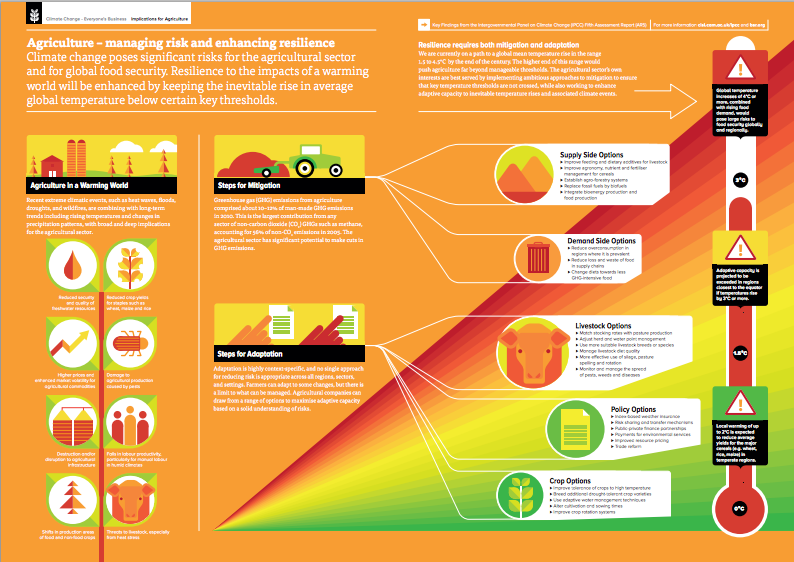 Climate Change - Everyone's Business Implications for Agriculture
Key Findings from the Intergovernmental Panel on Climate Change (IPCC) Fifth Assessment Report (AR5)
For more information
Agriculture – managing risk and enhancing resilience
Climate change poses significant risks for the agricultural sector
and for global food security. Resilience to the impacts of a warming
world will be enhanced by keeping the inevitable rise in average
global temperature below certain key thresholds.
Resilience requires both mitigation and adaptation
We are currently on a path to a global mean temperature rise in the range
1.5 to 4.5°C by the end of the century. The higher end of this range would
push agriculture far beyond manageable thresholds. The agricultural sector's own
interests are best served by implementing ambitious approaches to mitigation to ensure
that key temperature thresholds are not crossed, while also working to enhance
adaptive capacity to inevitable temperature rises and associated climate events.
Agriculture in a Warming World
Recent extreme climatic events, such as heat waves, floods,
droughts, and wildfires, are combining with long-term
trends including rising temperatures and changes in
precipitation patterns, with broad and deep implications
for the agricultural sector.
Reduced security
and quality of
freshwater resources
Reduced crop yields
for staples such as
wheat, maize and rice
Higher prices and
enhanced market volatility for
agricultural commodities
Damage to
agricultural production
caused by pests
Destruction and/or
disruption to agricultural
infrastructure
Falls in labour productivity,
particularly for manual labour
in humid climates
Shifts in production areas
of food and non-food crops
Threats to livestock, especially
from heat stress
Steps for Mitigation
Greenhouse gas (GHG) emissions from agriculture
comprised about 10–12% of man-made GHG emissions
in 2010. This is the largest contribution from any
sector of non-carbon dioxide (CO2) GHGs such as methane,
accounting for 56% of non-CO2 emissions in 2005. The
agricultural sector has significant potential to make cuts in
GHG emissions.
Steps for Adaptation
Adaptation is highly context-specific, and no single approach
for reducing risk is appropriate across all regions, sectors,
and settings. Farmers can adapt to some changes, but there is
a limit to what can be managed. Agricultural companies can
draw from a range of options to maximise adaptive capacity
based on a solid understanding of risks.
Supply Side Options
Improve feeding and dietary additives for livestock
Improve agronomy, nutrient and fertiliser
management for cereals
Establish agro-forestry systems
Replace fossil fuels by biofuels
Integrate bioenergy production and
food production
Demand Side Options
Reduce overconsumption in
regions where it is prevalent
Reduce loss and waste of food
in supply chains
Change diets towards less
GHG-intensive food
Livestock Options
Match stocking rates with pasture production
Adjust herd and water point management
Use more suitable livestock breeds or species
Manage livestock diet quality
More effective use of silage, pasture
spelling and rotation
Monitor and manage the spread
of pests, weeds and diseases
Policy Options
Index-based weather insurance
Risk sharing and transfer mechanisms
Public private finance partnerships
Payments for environmental services
Improved resource pricing
Trade reform
Crop Options
Improve tolerance of crops to high temperature
Breed additional drought-tolerant crop varieties
Use adaptive water management techniques
Alter cultivation and sowing times
Improve crop rotation systems
Global temperature
increases of 4°C or
more, combined
with rising food
demand, would
pose large risks to
food security globally
and regionally.
3°C
Adaptive capacity is
projected to be
exceeded in regions
closest to the equator
if temperatures rise
by 3°C or more.
1.5°C
Local warming of up
to 2°C is expected
to reduce average
yields for the major
cereals (e.g. wheat,
rice, maize) in
temperate regions.
0°C